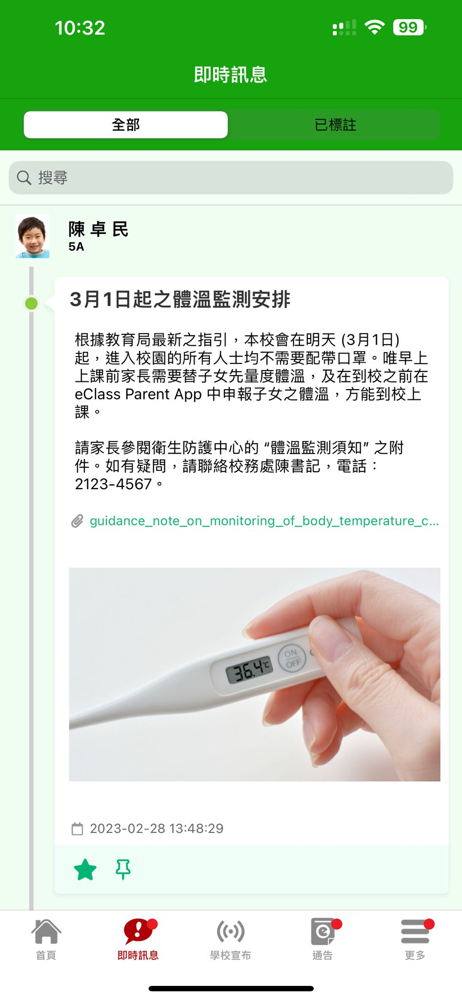 10:32
99
即時訊息
全部
已標註
搜尋
陳 卓 民
5A
3月1日起之體溫監測安排
根據教育局最新之指引，本校會在明天 (3月1日)
起，進入校園的所有人士均不需要配帶口罩。唯早上
上課前家長需要替子女先量度體溫，及在到校之前在
eClass Parent App 中申報子女之體溫，方能到校上
課。
請家長參閱衛生防護中心的 “體溫監測須知” 之附
件。如有疑問，請聯絡校務處陳書記，電話：
2123-4567。
guidance_note_on_monitoring_of_body_temperature_c...
36.4℃
ON
OFF
2023-02-28 13:48:29
首頁
即時訊息
學校宣布
通告
更多